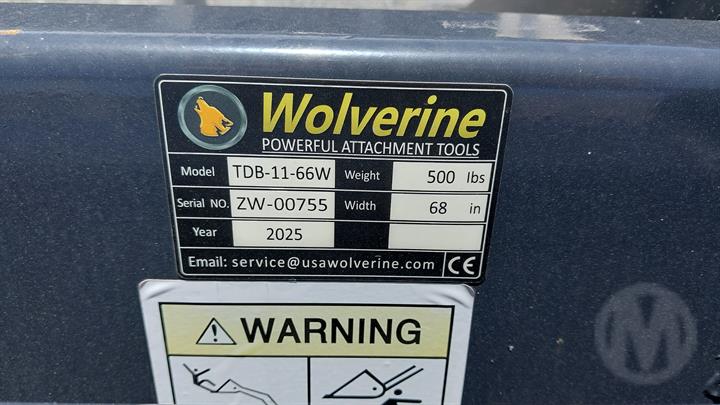 Wolverine
POWERFUL ATTACHMENT TOOLS
Model TDB-11-66W Weight 500 lbs
Serial NO. ZW-00755 Width 68 in
Year 2025
Email: service@usawolverine.com CE
WARNING
M